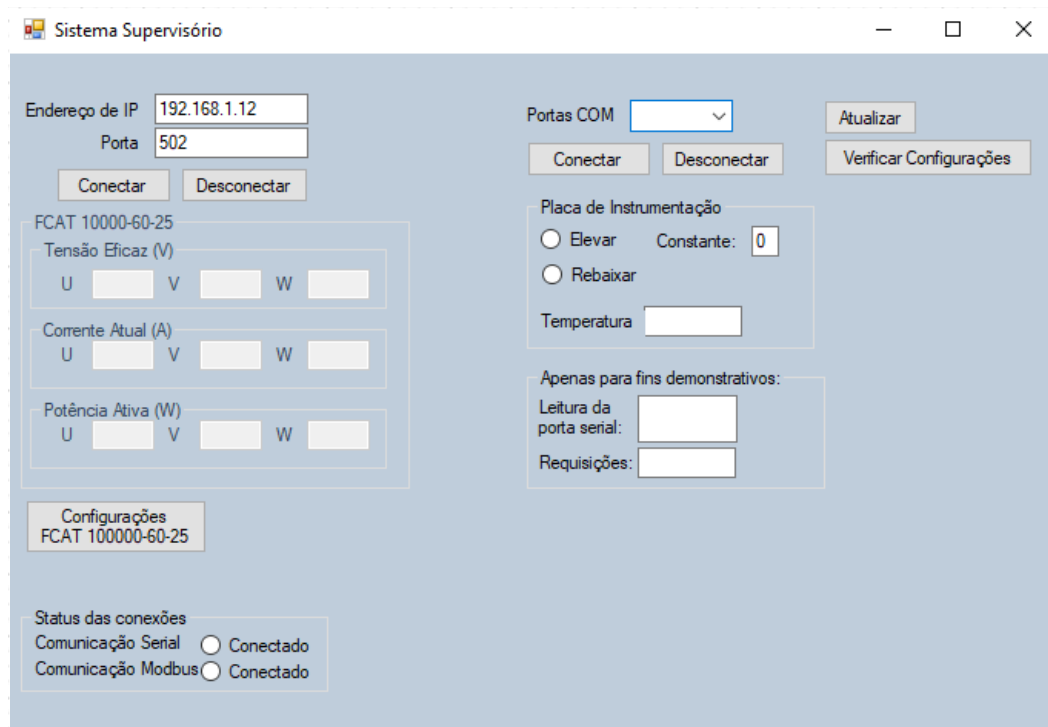 Sistema Supervisório
Endereço de IP 192.168.1.12
Porta 502
Conectar Desconectar
FCAT 10000-60-25
Tensão Eficaz (V)
U V W
Corrente Atual (A)
U V W
Potência Ativa (W)
U V W
Configurações
FCAT 100000-60-25
Status das conexões
Comunicação Serial Conectado
Comunicação Modbus Conectado
Portas COM Atualizar
Conectar Desconectar Verificar Configurações
Placa de Instrumentação
Elevar Constante: 0
Rebaixar
Temperatura
Apenas para fins demonstrativos:
Leitura da
porta serial:
Requisições: